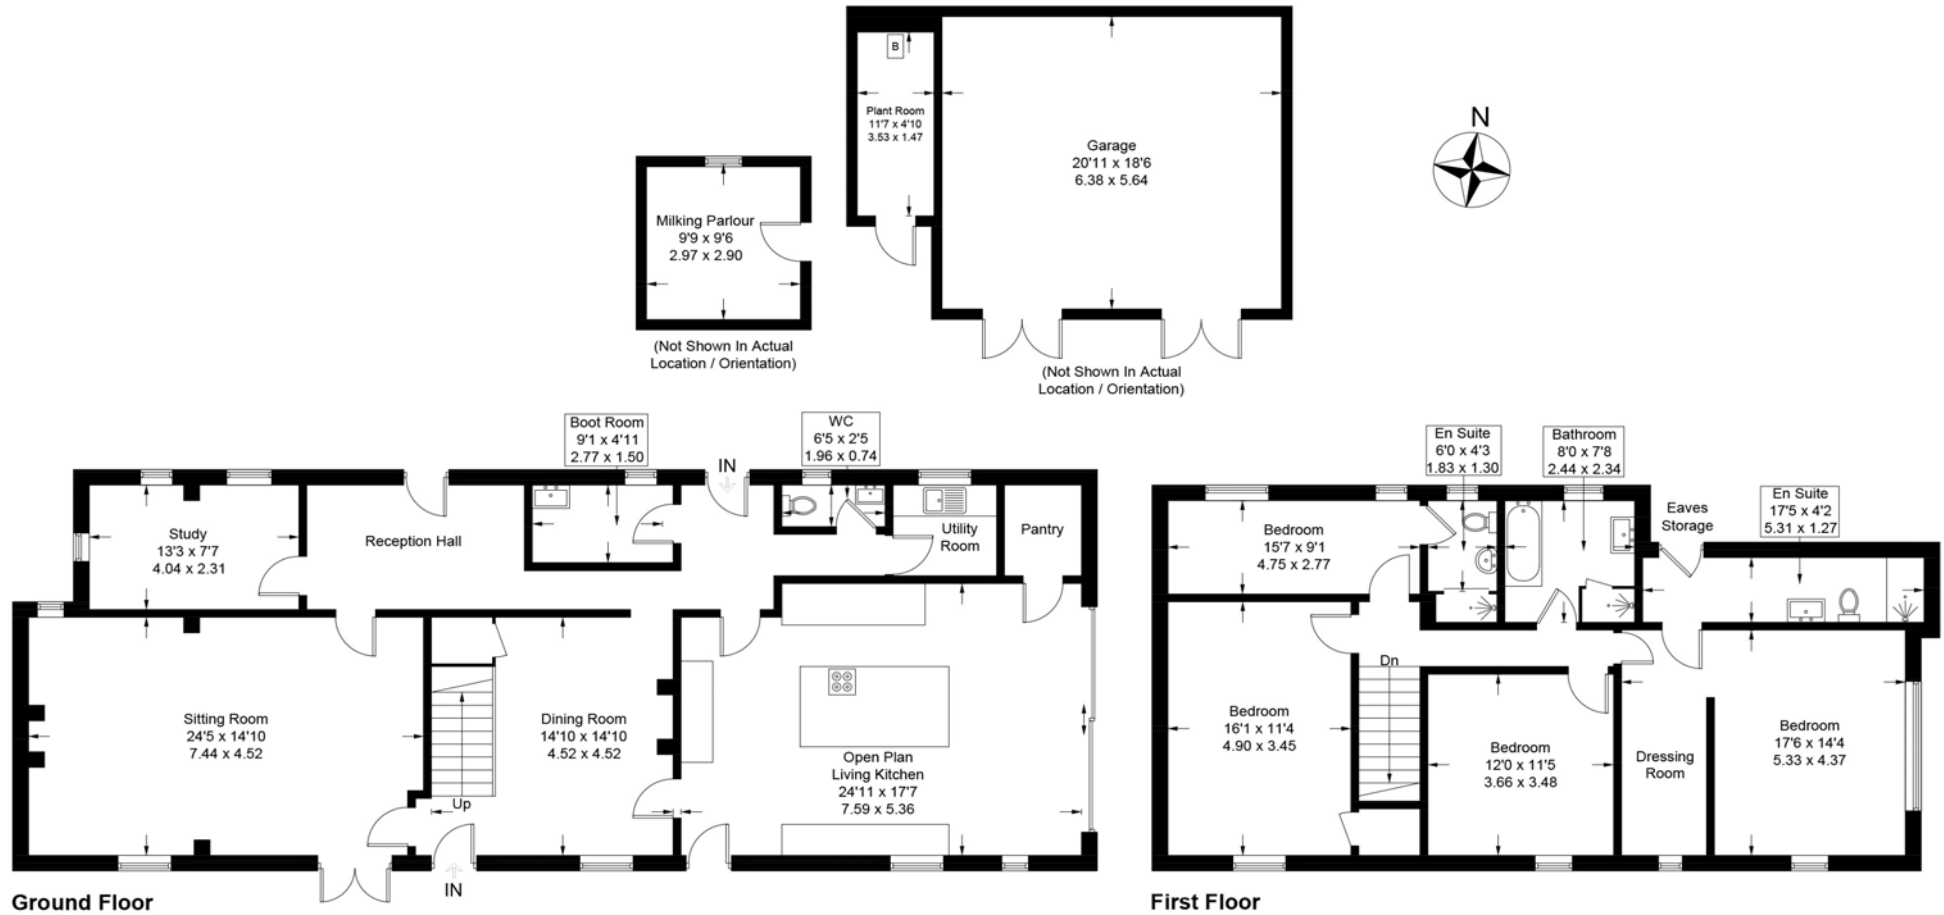 B
Plant Room
11'7 x 4'10
3.53 x 1.47
Garage
20'11 x 18'6
6.38 x 5.64
N
Milking Parlour
9'9 x 9'6
2.97 x 2.90
(Not Shown In Actual
Location / Orientation)
(Not Shown In Actual
Location / Orientation)
Boot Room
9'1 x 4'11
2.77 x 1.50
IN
WC
6'5 x 2'5
1.96 x 0.74
Study
13'3 x 7'7
4.04 x 2.31
Reception Hall
Utility
Room
Pantry
Sitting Room
24'5 x 14'10
7.44 x 4.52
Up
Dining Room
14'10 x 14'10
4.52 x 4.52
Open Plan
Living Kitchen
24'11 x 17'7
7.59 x 5.36
IN
Ground Floor
En Suite
6'0 x 4'3
1.83 x 1.30
Bathroom
8'0 x 7'8
2.44 x 2.34
Eaves
Storage
En Suite
17'5 x 4'2
5.31 x 1.27
Bedroom
15'7 x 9'1
4.75 x 2.77
Dn
Bedroom
16'1 x 11'4
4.90 x 3.45
Bedroom
12'0 x 11'5
3.66 x 3.48
Dressing
Room
Bedroom
17'6 x 14'4
5.33 x 4.37
First Floor